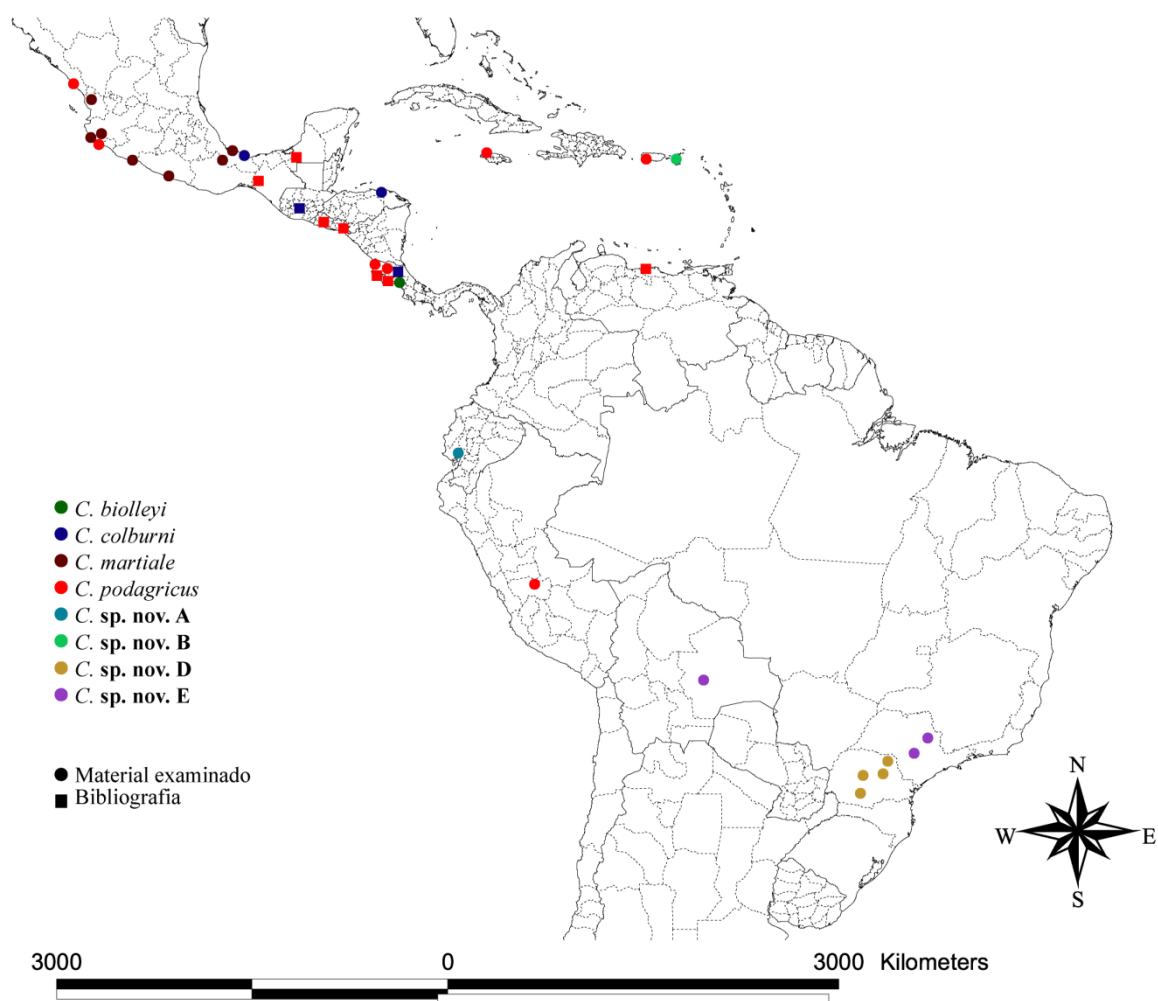 C. biolleyi
C. colburni
C. martiale
C. podagricus
C. sp. nov. A
C. sp. nov. B
C. sp. nov. D
C. sp. nov. E
Material examinado
Bibliografia
N
W E
S
3000 0 3000 Kilometers